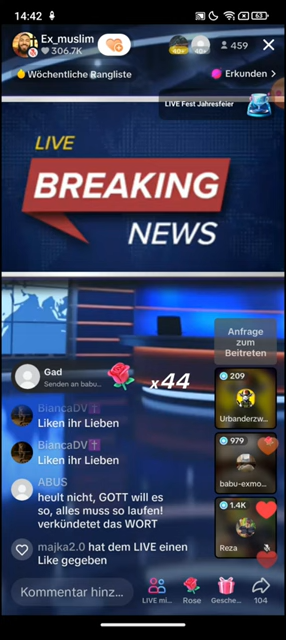 14:42
63
Ex_muslim
306.7K
40+
40+
459
Wöchentliche Rangliste
Erkunden >
LIVE Fest Jahresfeier
LIVE
BREAKING
NEWS
Anfrage
zum
Beitreten
Gad
Senden an babu...
x44
209
Urbanderzw...
BiancaDV✝️
Liken ihr Lieben
BiancaDV✝️
Liken ihr Lieben
979
babu-exmo...
ABUS
heult nicht, GOTT will es
so, alles muss so laufen!
verkündetet das WORT
1.4K
Reza
majka2.0 hat dem LIVE einen
Like gegeben
Kommentar hinz...
LIVE mi...
Rose
Gesche...
104